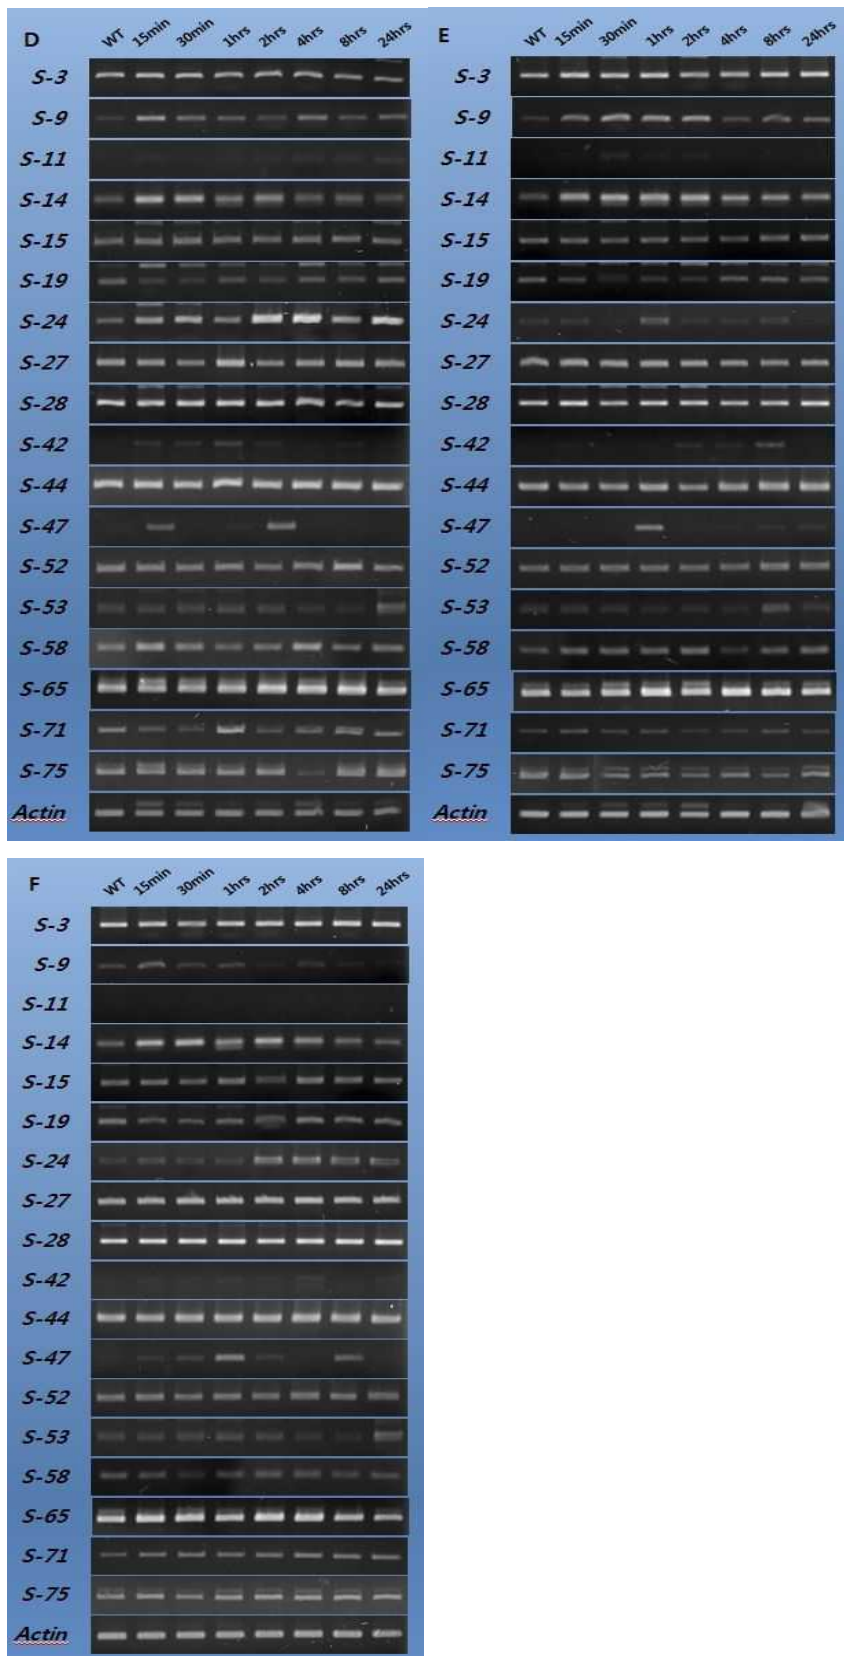 D WT 15min 30min 1hrs 2hrs 4hrs 8hrs 24hrs
S-3
S-9
S-11
S-14
S-15
S-19
S-24
S-27
S-28
S-42
S-44
S-47
S-52
S-53
S-58
S-65
S-71
S-75
Actin
E WT 15min 30min 1hrs 2hrs 4hrs 8hrs 24hrs
S-3
S-9
S-11
S-14
S-15
S-19
S-24
S-27
S-28
S-42
S-44
S-47
S-52
S-53
S-58
S-65
S-71
S-75
Actin
F WT 15min 30min 1hrs 2hrs 4hrs 8hrs 24hrs
S-3
S-9
S-11
S-14
S-15
S-19
S-24
S-27
S-28
S-42
S-44
S-47
S-52
S-53
S-58
S-65
S-71
S-75
Actin